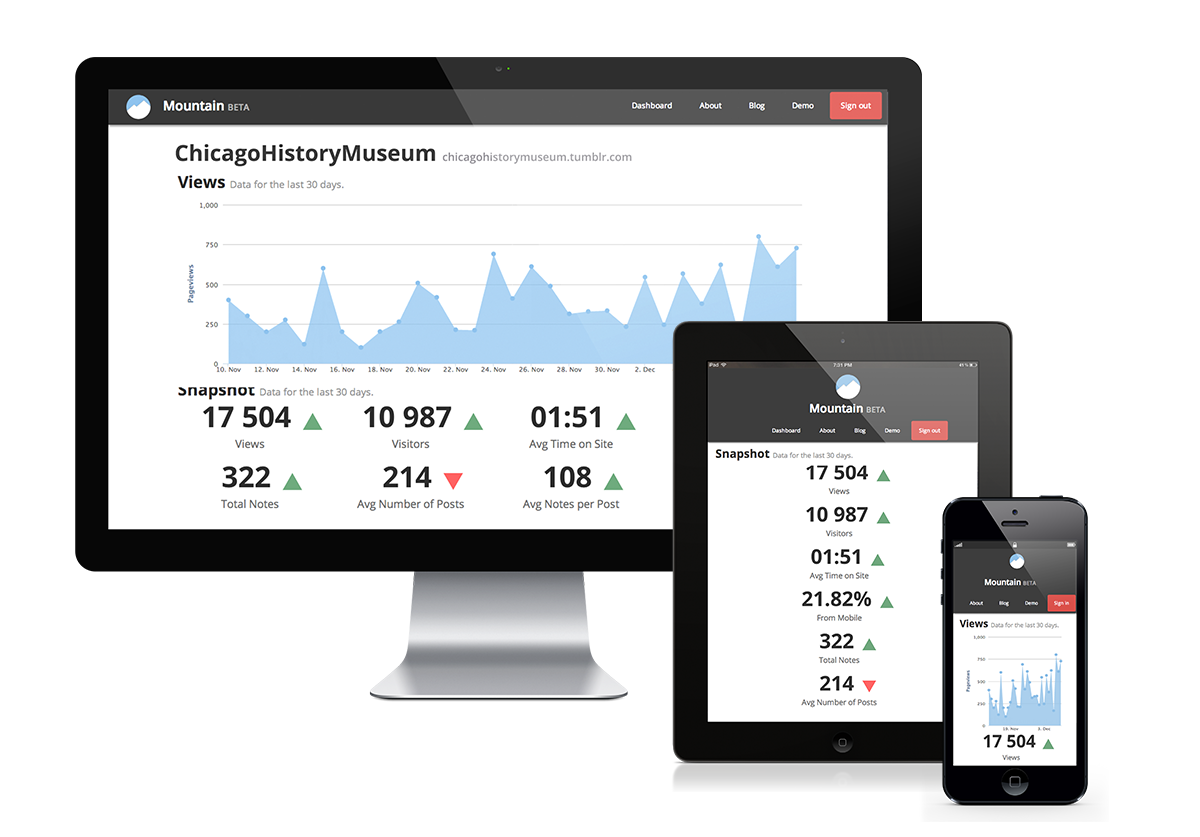 Mountain BETA Dashboard About Blog Demo Sign out
ChicagoHistoryMuseum chicagohistorymuseum.tumblr.com
Views Data for the last 30 days.
1,000
750
500
250
0
Pageviews
10. Nov 12. Nov 14. Nov 16. Nov 18. Nov 20. Nov 22. Nov 24. Nov 26. Nov 28. Nov 30. Nov 2. Dec
Snapshot Data for the last 30 days.
17 504 10 987 01:51
Views Visitors Avg Time on Site
322 214 108
Total Notes Avg Number of Posts Avg Notes per Post
iPad 7:31 PM
Mountain BETA
Dashboard About Blog Demo Sign out
Snapshot Data for the last 30 days.
17 504
Views
10 987
Visitors
01:51
Avg Time on Site
21.82%
From Mobile
322
Total Notes
214
Avg Number of Posts
Mountain BETA
About Blog Demo Sign in
Views Data for the last 30 days.
1,000
750
500
250
0
Pageviews
2. Dec
17 504
Views